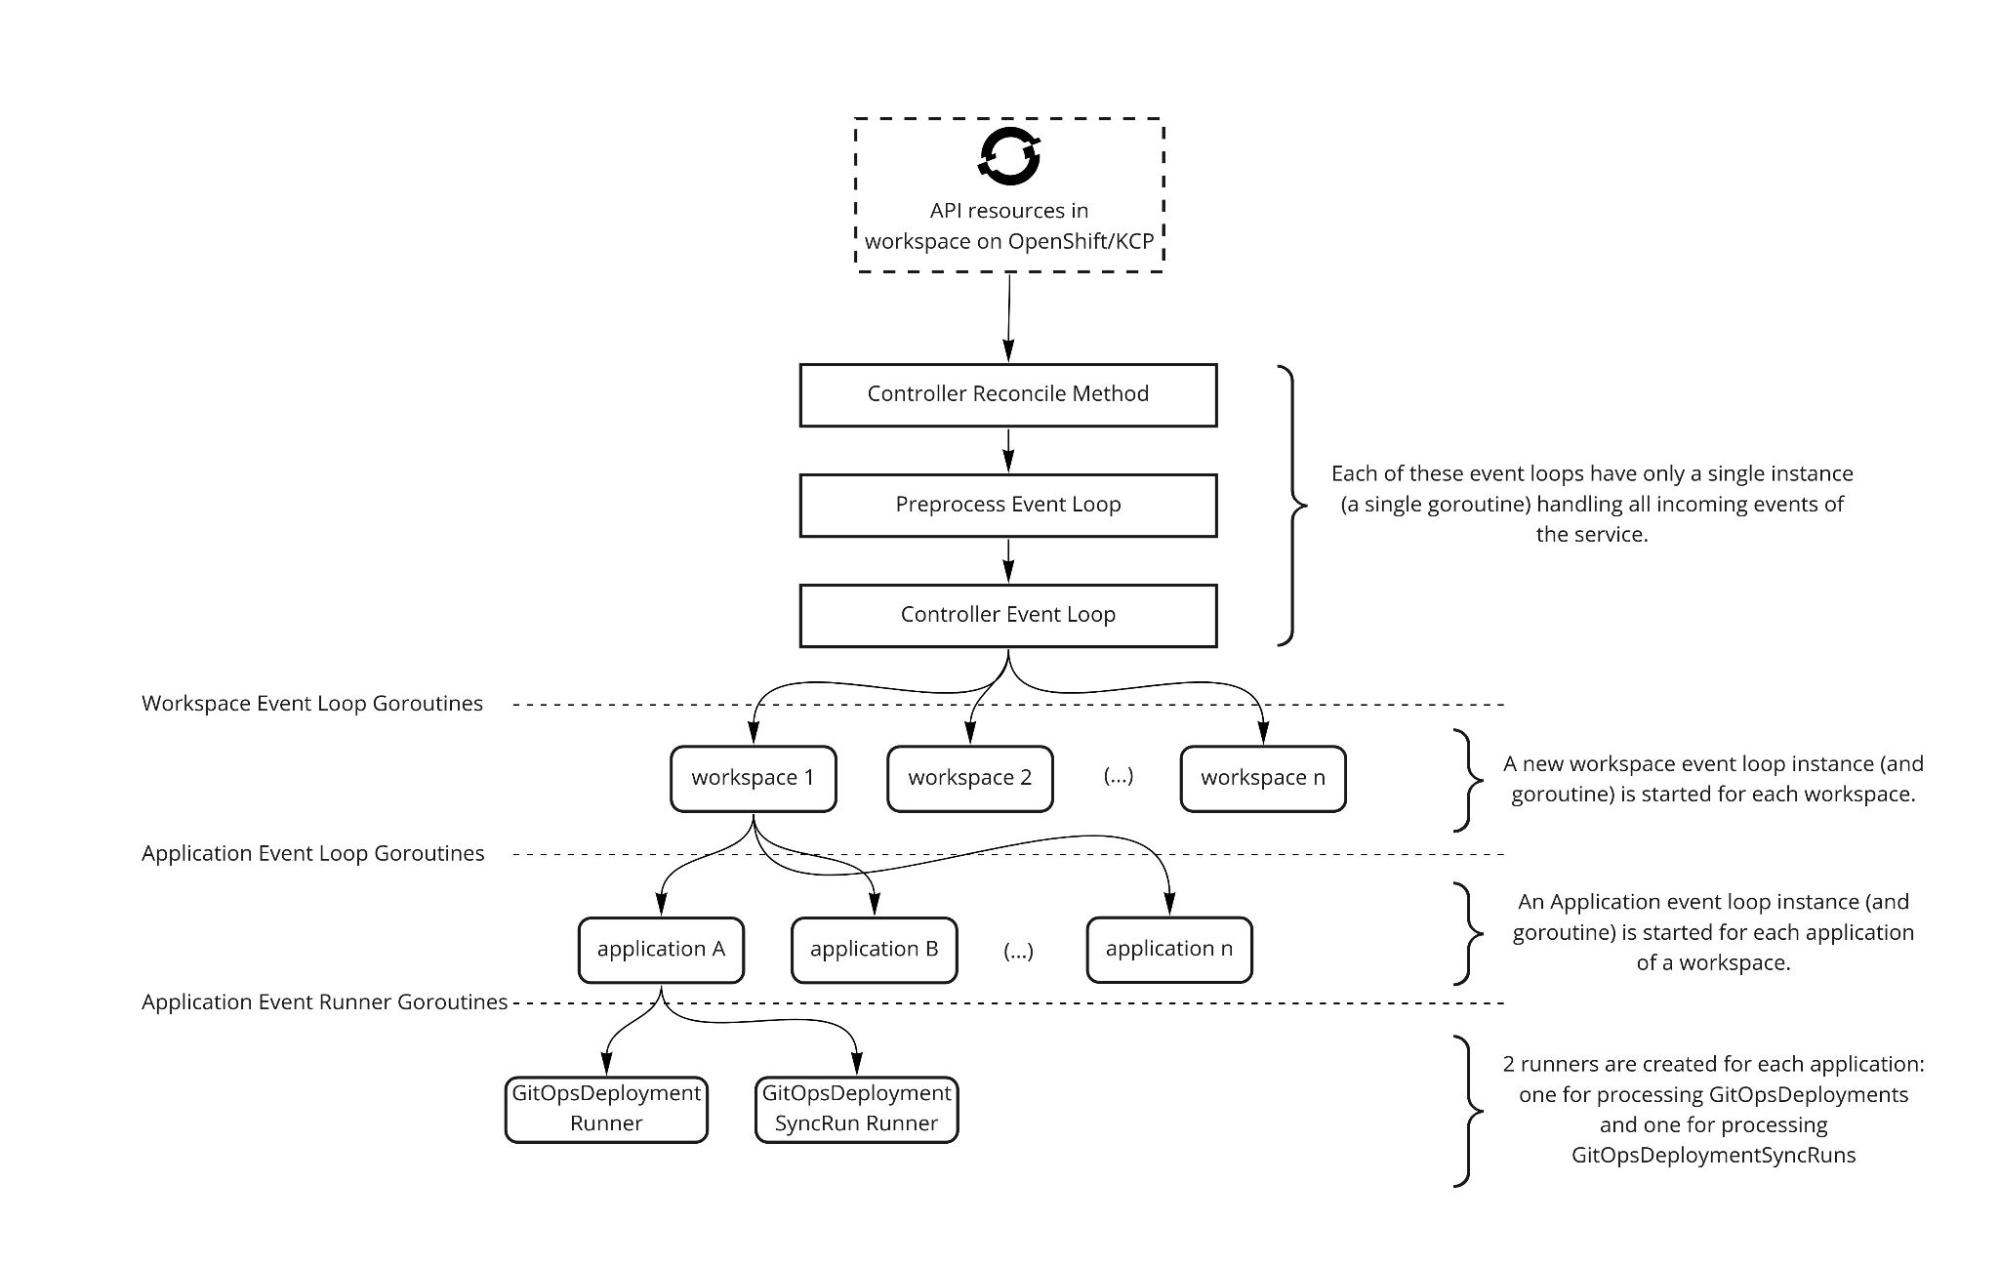 API resources in
workspace on OpenShift/KCP
Controller Reconcile Method
Preprocess Event Loop
Controller Event Loop
Each of these event loops have only a single instance
(a single goroutine) handling all incoming events of
the service.
Workspace Event Loop Goroutines
workspace 1
workspace 2
(...)
workspace n
A new workspace event loop instance (and
goroutine) is started for each workspace.
Application Event Loop Goroutines
application A
application B
(...)
application n
An Application event loop instance (and
goroutine) is started for each application
of a workspace.
Application Event Runner Goroutines
GitOpsDeployment
Runner
GitOpsDeployment
SyncRun Runner
2 runners are created for each application:
one for processing GitOpsDeployments
and one for processing
GitOpsDeploymentSyncRuns